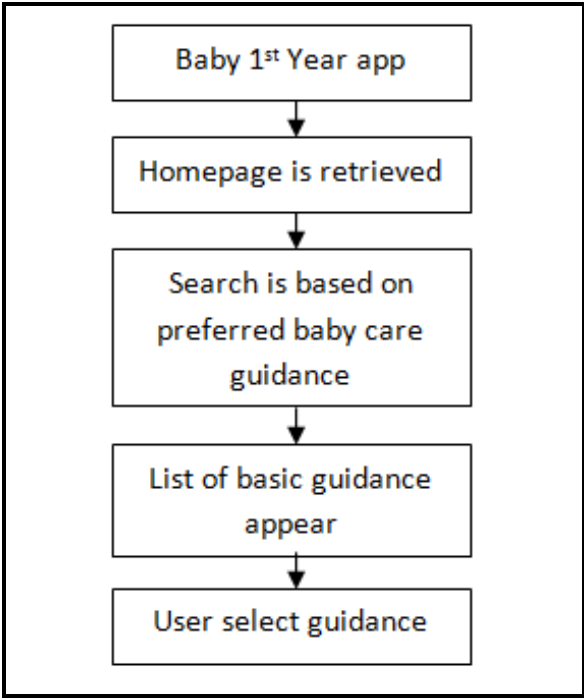 Baby 1st Year app
Homepage is retrieved
Search is based on
preferred baby care
guidance
List of basic guidance
appear
User select guidance